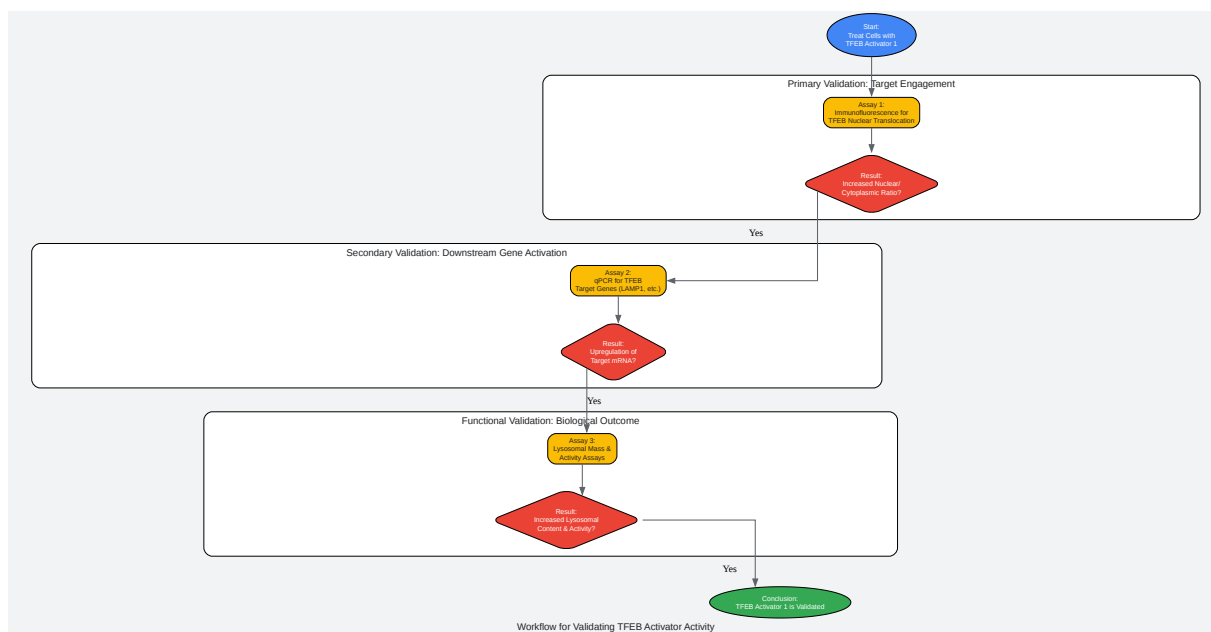 Start:
Treat Cells with
TFEB Activator 1
Primary Validation: Target Engagement
Assay 1:
Immunofluorescence for
TFEB Nuclear Translocation
Result:
Increased Nuclear/
Cytoplasmic Ratio?
Yes
Secondary Validation: Downstream Gene Activation
Assay 2:
qPCR for TFEB
Target Genes (LAMP1, etc.)
Result:
Upregulation of
Target mRNA?
Yes
Functional Validation: Biological Outcome
Assay 3:
Lysosomal Mass &
Activity Assays
Result:
Increased Lysosomal
Content & Activity?
Yes
Conclusion:
TFEB Activator 1 is Validated
Workflow for Validating TFEB Activator Activity